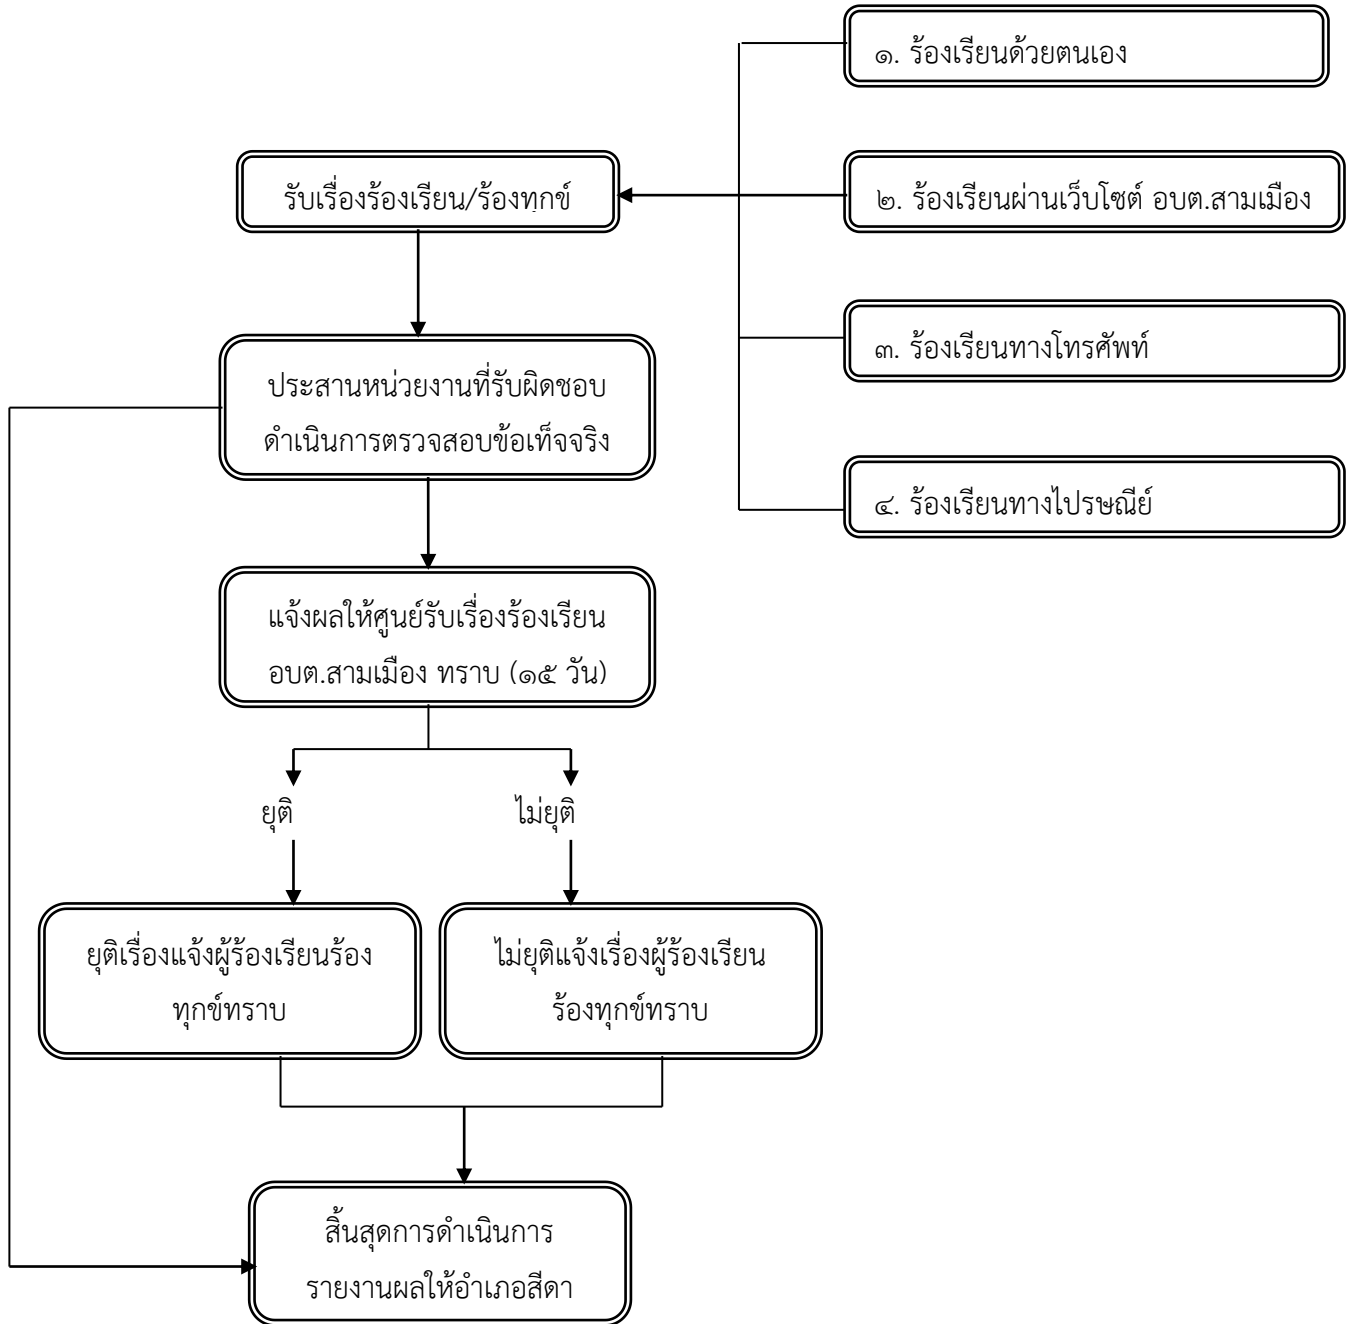 ๑. ร้องเรียนด้วยตนเอง
รับเรื่องร้องเรียน/ร้องทุกข์
๒. ร้องเรียนผ่านเว็บไซต์ อบต.สามเมือง
๓. ร้องเรียนทางโทรศัพท์
ประสานหน่วยงานที่รับผิดชอบ
ดำเนินการตรวจสอบข้อเท็จจริง
๔. ร้องเรียนทางไปรษณีย์
แจ้งผลให้ศูนย์รับเรื่องร้องเรียน
อบต.สามเมือง ทราบ (๑๕ วัน)
ยุติ
ไม่ยุติ
ยุติเรื่องแจ้งผู้ร้องเรียนร้อง
ทุกข์ทราบ
ไม่ยุติแจ้งเรื่องผู้ร้องเรียน
ร้องทุกข์ทราบ
สิ้นสุดการดำเนินการ
รายงานผลให้อำเภอสีดา